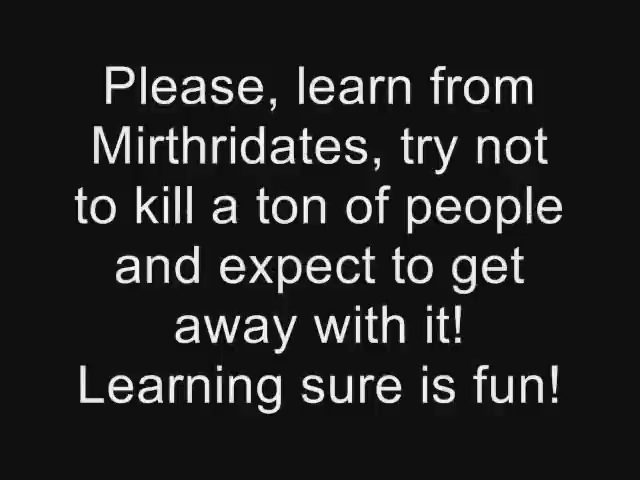 Please, learn from
Mirthridates, try not
to kill a ton of people
and expect to get
away with it!
Learning sure is fun!